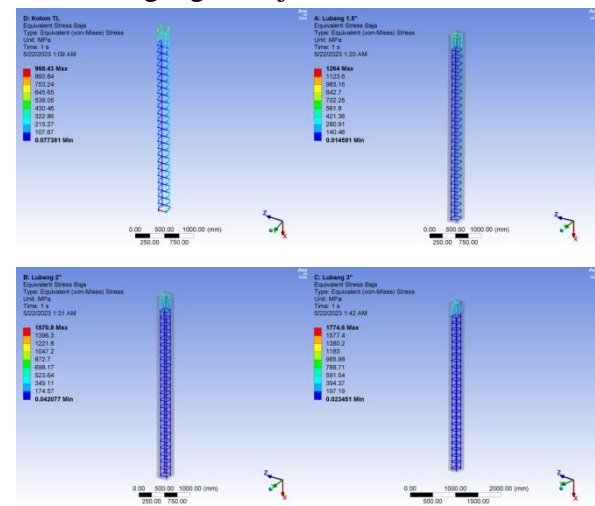 D: Kolom TL
Equivalent Stress Baja
Type: Equivalent (von-Mises) Stress
Unit: MPa
Time: 1 s
5/22/2023 1:09 AM
968.43 Max
860.84
753.24
645.65
538.05
430.46
322.86
215.27
107.67
0.077381 Min
0.00 500.00 1000.00 (mm)
250.00 750.00
Z
Y
X
A: Lubang 1.5"
Equivalent Stress Baja
Type: Equivalent (von-Mises) Stress
Unit: MPa
Time: 1 s
5/22/2023 1:20 AM
1264 Max
1123.6
983.15
842.7
702.25
561.8
421.36
280.91
140.46
0.014591 Min
0.00 500.00 1000.00 (mm)
250.00 750.00
Z
Y
X
B: Lubang 2"
Equivalent Stress Baja
Type: Equivalent (von-Mises) Stress
Unit: MPa
Time: 1 s
5/22/2023 1:31 AM
1570.8 Max
1396.3
1221.8
1047.2
872.7
698.17
523.64
349.11
174.57
0.042077 Min
0.00 500.00 1000.00 (mm)
250.00 750.00
Z
Y
X
C: Lubang 3"
Equivalent Stress Baja
Type: Equivalent (von-Mises) Stress
Unit: MPa
Time: 1 s
5/22/2023 1:42 AM
1774.6 Max
1577.4
1380.2
1183
985.88
788.71
591.54
394.37
197.19
0.023451 Min
0.00 1000.00 2000.00 (mm)
500.00 1500.00
Z
Y
X